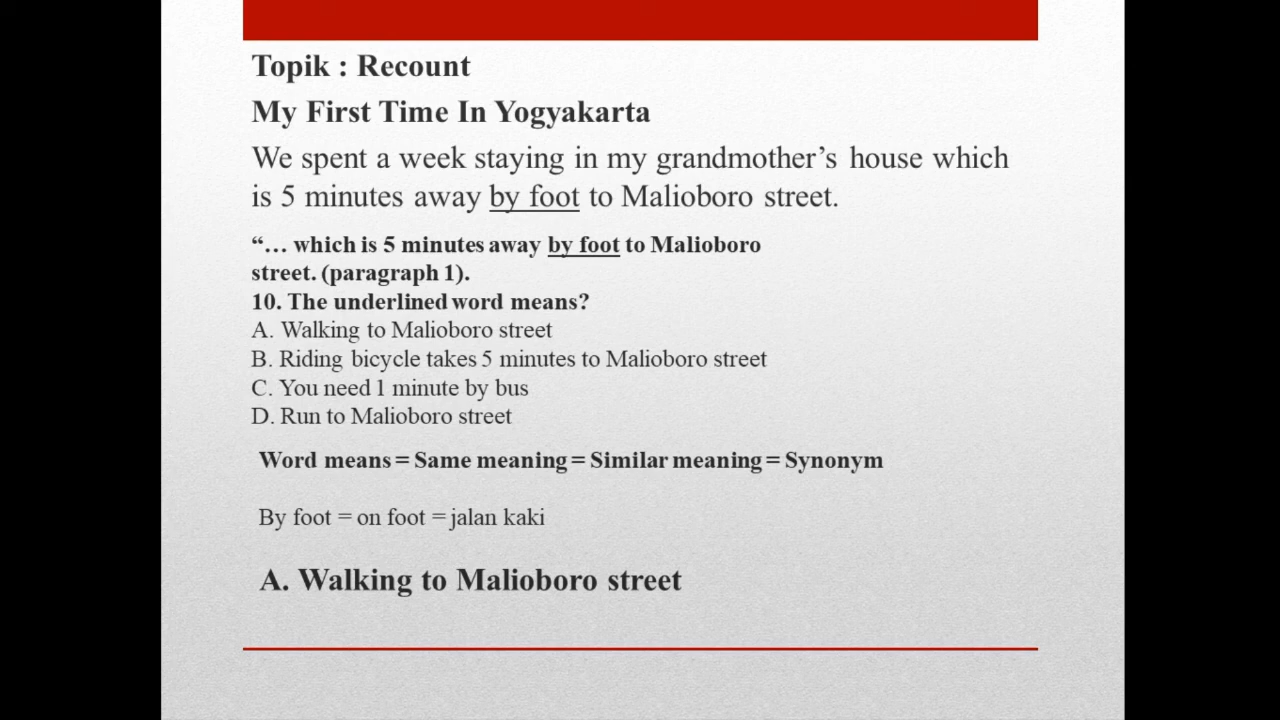 Topik : Recount
My First Time In Yogyakarta
We spent a week staying in my grandmother’s house which
is 5 minutes away by foot to Malioboro street.
“… which is 5 minutes away by foot to Malioboro
street. (paragraph 1).
10. The underlined word means?
A. Walking to Malioboro street
B. Riding bicycle takes 5 minutes to Malioboro street
C. You need 1 minute by bus
D. Run to Malioboro street
Word means = Same meaning = Similar meaning = Synonym
By foot = on foot = jalan kaki
A. Walking to Malioboro street